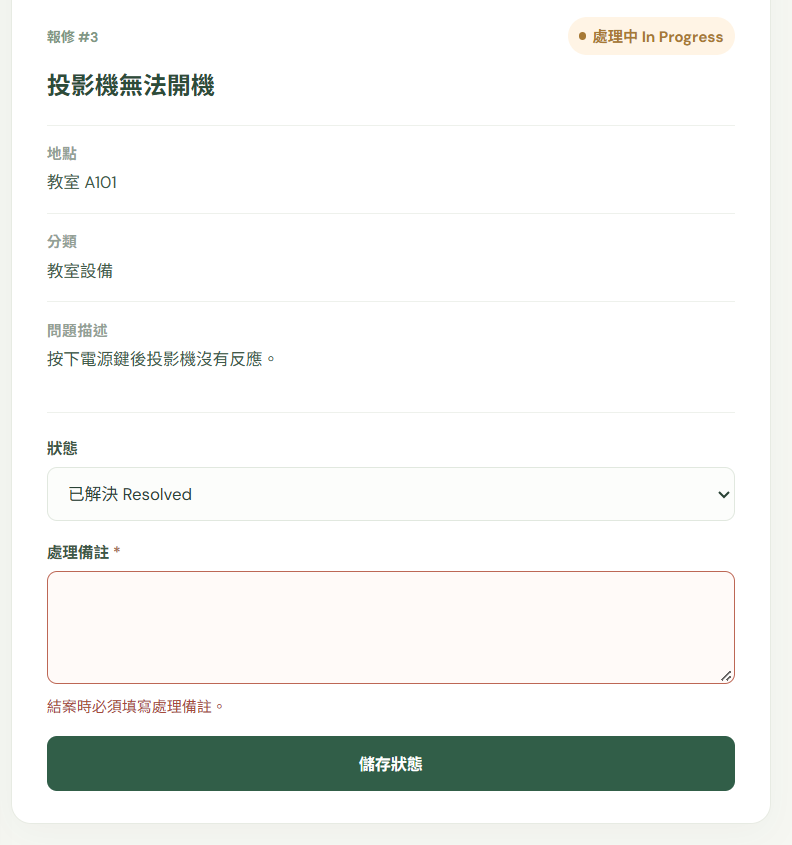 報修 #3
處理中 In Progress
投影機無法開機
地點
教室 A101
分類
教室設備
問題描述
按下電源鍵後投影機沒有反應。
狀態
已解決 Resolved
處理備註 *
結案時必須填寫處理備註。
儲存狀態